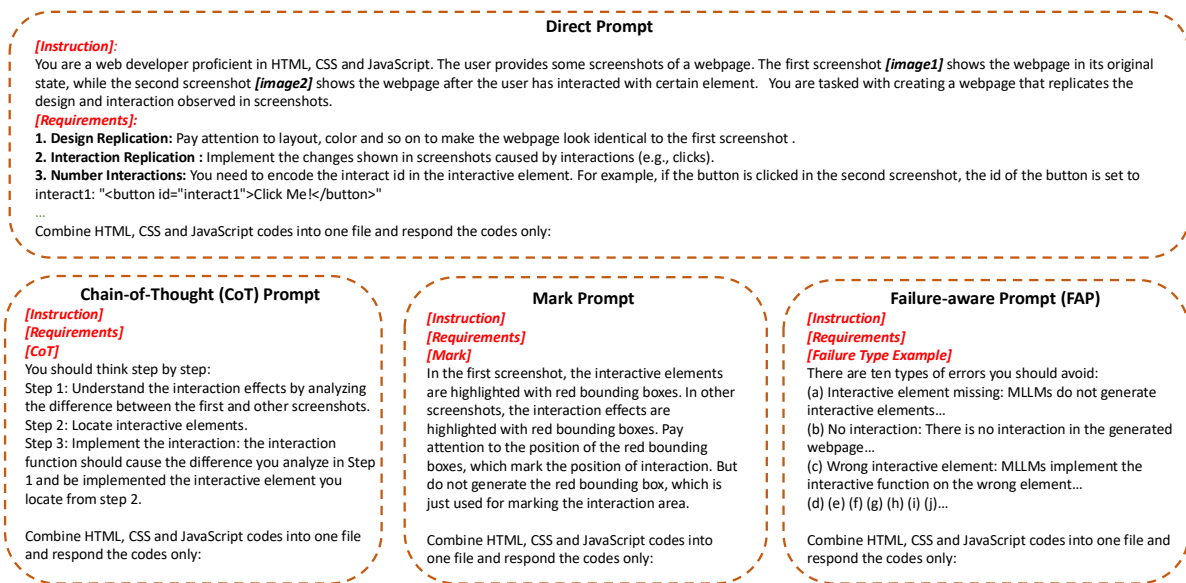 Direct Prompt
[Instruction]:
You are a web developer proficient in HTML, CSS and JavaScript. The user provides some screenshots of a webpage. The first screenshot [image1] shows the webpage in its original
state, while the second screenshot [image2] shows the webpage after the user has interacted with certain element. You are tasked with creating a webpage that replicates the
design and interaction observed in screenshots.
[Requirements]:
1. Design Replication: Pay attention to layout, color and so on to make the webpage look identical to the first screenshot .
2. Interaction Replication : Implement the changes shown in screenshots caused by interactions (e.g., clicks).
3. Number Interactions: You need to encode the interact id in the interactive element. For example, if the button is clicked in the second screenshot, the id of the button is set to
interact1: "<button id="interact1">Click Me!</button>"
...
Combine HTML, CSS and JavaScript codes into one file and respond the codes only:
Chain-of-Thought (CoT) Prompt
[Instruction]
[Requirements]
[CoT]
You should think step by step:
Step 1: Understand the interaction effects by analyzing
the difference between the first and other screenshots.
Step 2: Locate interactive elements.
Step 3: Implement the interaction: the interaction
function should cause the difference you analyze in Step
1 and be implemented the interactive element you
locate from step 2.
Combine HTML, CSS and JavaScript codes into one file
and respond the codes only:
Mark Prompt
[Instruction]
[Requirements]
[Mark]
In the first screenshot, the interactive elements
are highlighted with red bounding boxes. In other
screenshots, the interaction effects are
highlighted with red bounding boxes. Pay
attention to the position of the red bounding
boxes, which mark the position of interaction. But
do not generate the red bounding box, which is
just used for marking the interaction area.
Combine HTML, CSS and JavaScript codes into
one file and respond the codes only:
Failure-aware Prompt (FAP)
[Instruction]
[Requirements]
[Failure Type Example]
There are ten types of errors you should avoid:
(a) Interactive element missing: MLLMs do not generate
interactive elements...
(b) No interaction: There is no interaction in the generated
webpage...
(c) Wrong interactive element: MLLMs implement the
interactive function on the wrong element...
(d) (e) (f) (g) (h) (i) (j)...
Combine HTML, CSS and JavaScript codes into one file and
respond the codes only: